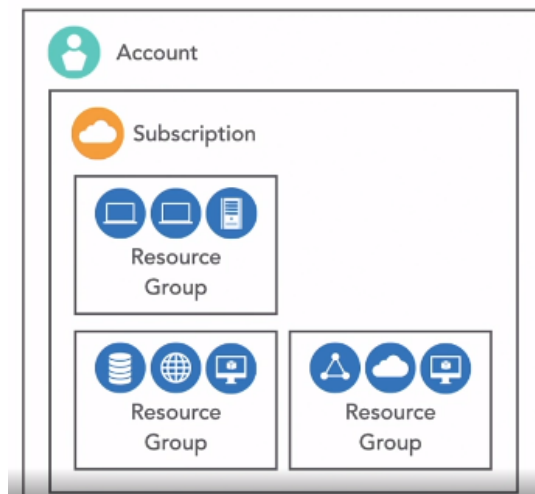 Account
Subscription
Resource
Group
Resource
Group
Resource
Group